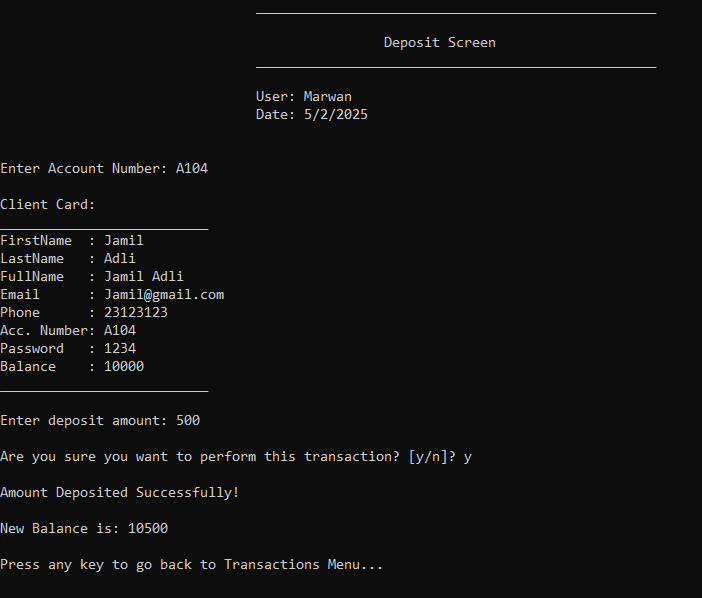 Deposit Screen
User: Marwan
Date: 5/2/2025
Enter Account Number: A104
Client Card:
FirstName  : Jamil
LastName   : Adli
FullName   : Jamil Adli
Email      : Jamil@gmail.com
Phone      : 23123123
Acc. Number: A104
Password   : 1234
Balance    : 10000
Enter deposit amount: 500
Are you sure you want to perform this transaction? [y/n]? y
Amount Deposited Successfully!
New Balance is: 10500
Press any key to go back to Transactions Menu...